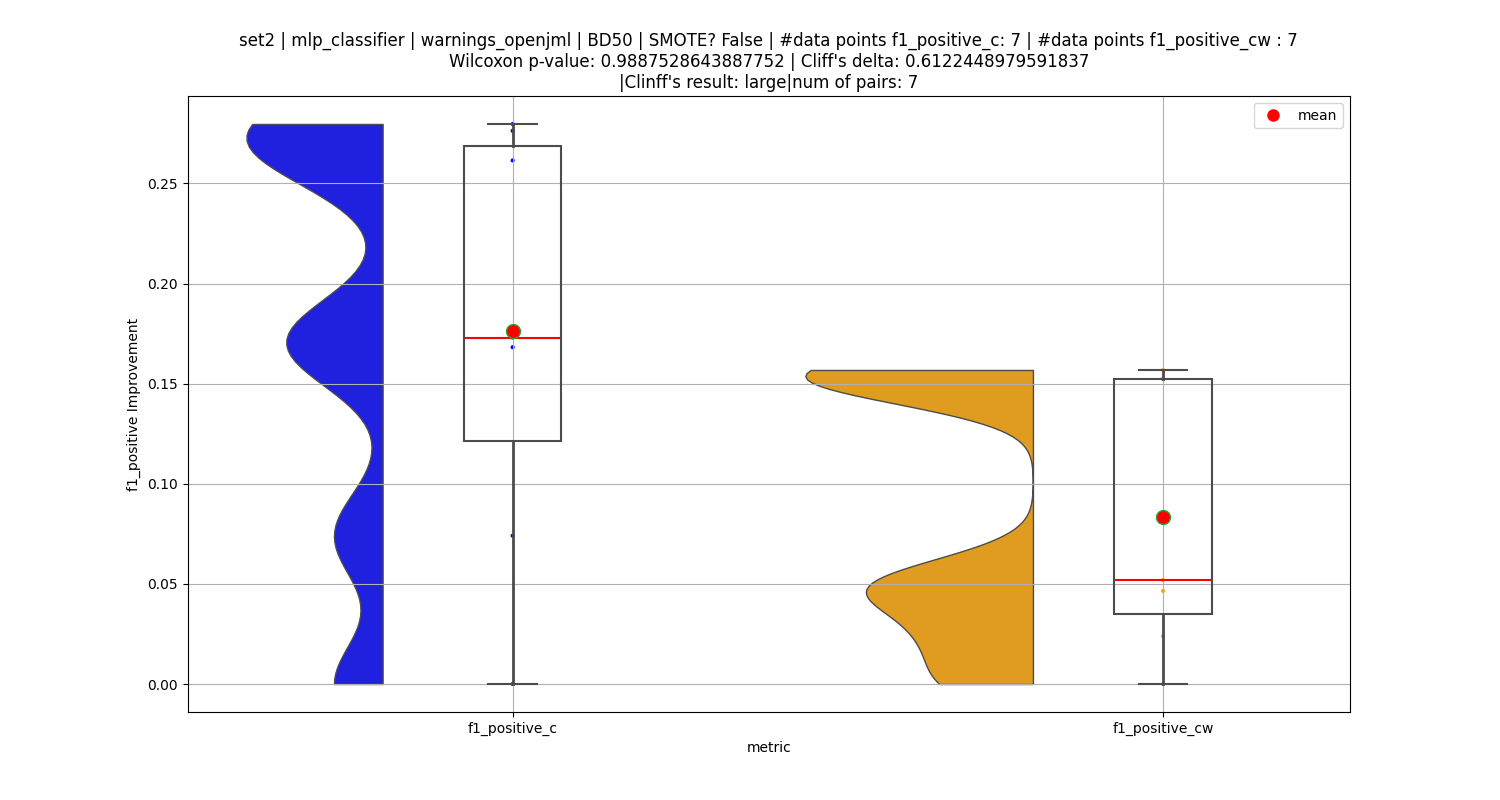 set2 | mlp_classifier | warnings_openjml | BD50 | SMOTE? False | #data points f1_positive_c: 7 | #data points f1_positive_cw : 7
Wilcoxon p-value: 0.9887528643887752 | Cliff's delta: 0.6122448979591837
|Clinff's result: large|num of pairs: 7
mean
0.25
0.20
0.15
0.10
0.05
0.00
f1_positive Improvement
f1_positive_c
f1_positive_cw
metric